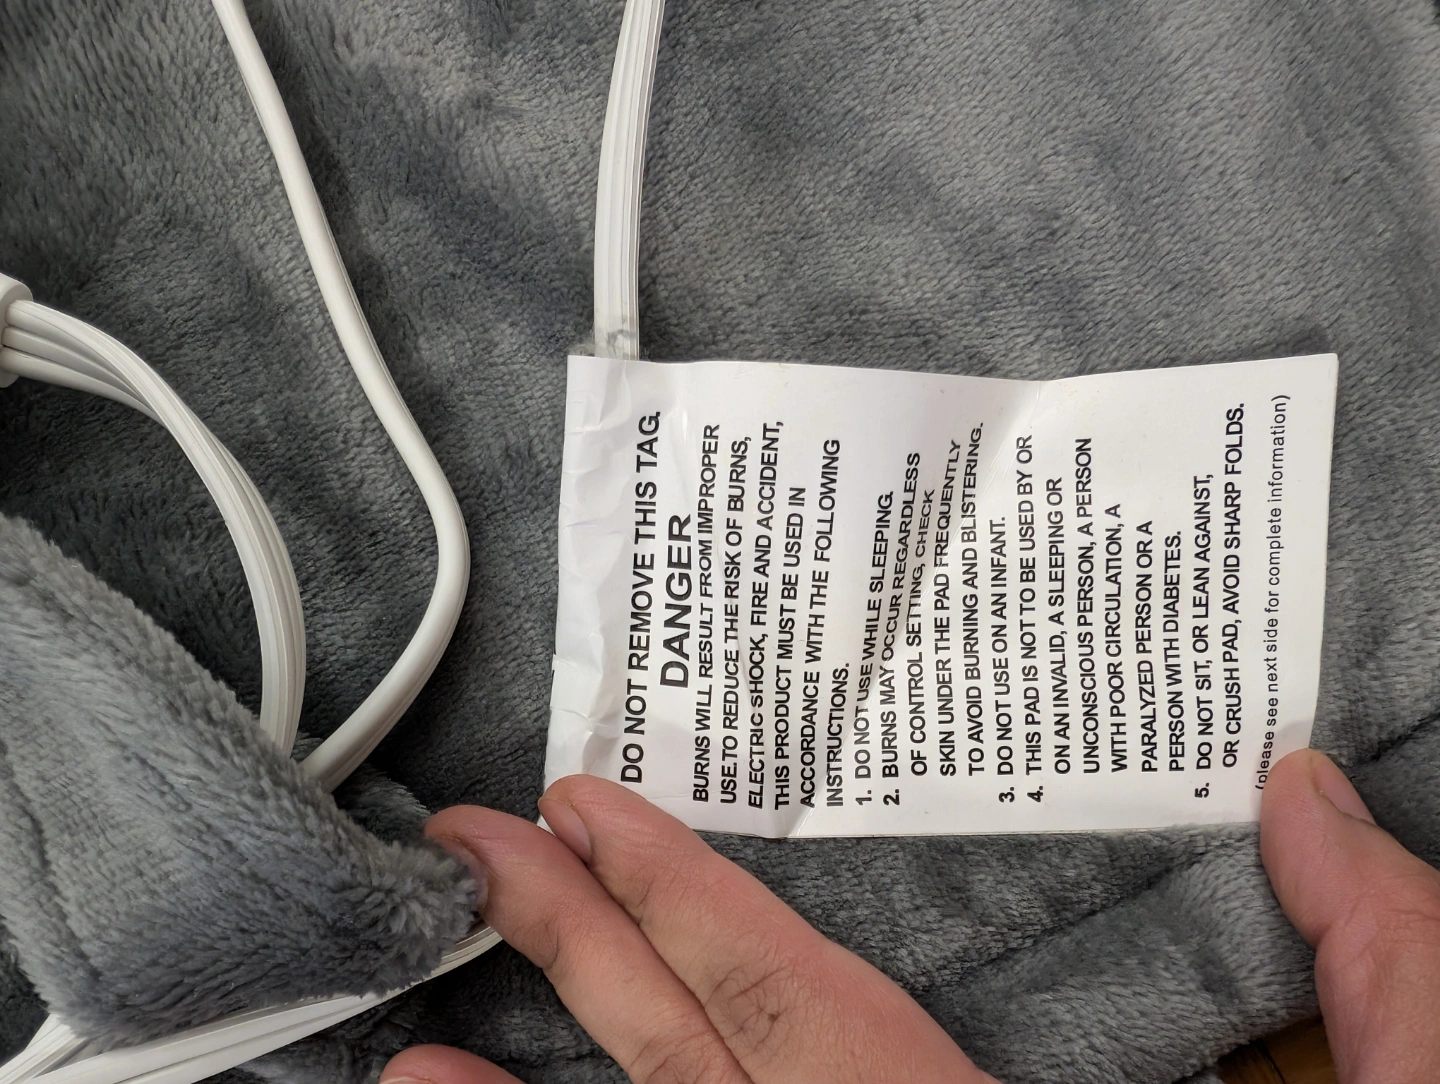 DO NOT REMOVE THIS TAG.
DANGER
BURNS WILL RESULT FROM IMPROPER
USE.TO REDUCE THE RISK OF BURNS,
ELECTRIC SHOCK, FIRE AND ACCIDENT,
THIS PRODUCT MUST BE USED IN
ACCORDANCE WITH THE FOLLOWING
INSTRUCTIONS.
1. DO NOT USE WHILE SLEEPING.
2. BURNS MAY OCCUR REGARDLESS
OF CONTROL SETTING, CHECK
SKIN UNDER THE PAD FREQUENTLY
TO AVOID BURNING AND BLISTERING.
3. DO NOT USE ON AN INFANT.
4. THIS PAD IS NOT TO BE USED BY OR
ON AN INVALID, A SLEEPING OR
UNCONSCIOUS PERSON, A PERSON
WITH POOR CIRCULATION, A
PARALYZED PERSON OR A
PERSON WITH DIABETES.
5. DO NOT SIT, OR LEAN AGAINST,
OR CRUSH PAD, AVOID SHARP FOLDS.
(please see next side for complete information)